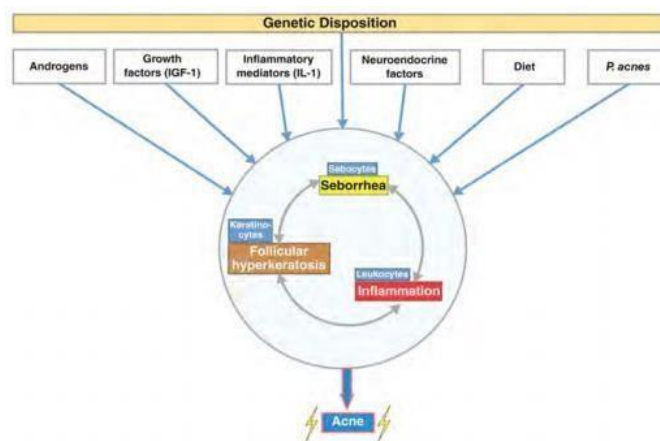 Genetic Disposition
Androgens
Growth
factors (IGF-1)
Inflammatory
mediators (IL-1)
Neuroendocrine
factors
Diet
P. acnes
Sebocytes
Seborrhea
Keratino-
cytes
Follicular
hyperkeratosis
Leukocytes
Inflammation
Acne